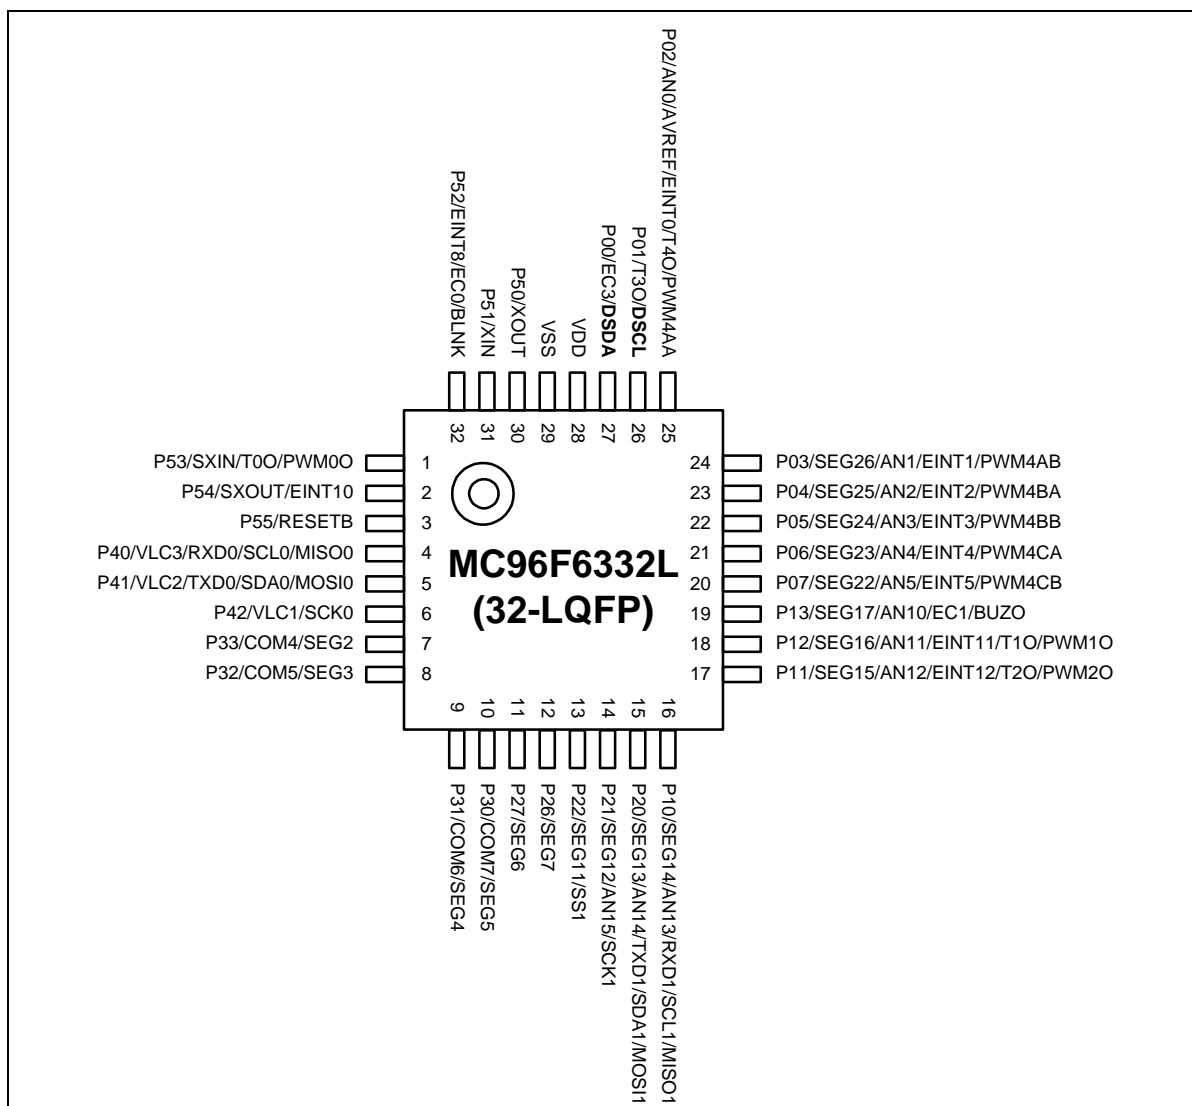 P52/EINT8/EC0/BLNK
P51/XIN
P50/XOUT
VSS
VDD
P00/EC3/DSDA
P01/T3O/DSCL
P02/AN0/AVREF/EINT0/T4O/PWM4AA
32
31
30
29
28
27
26
25
P53/SXIN/T0O/PWM0O
1
P54/SXOUT/EINT10
2
P55/RESETB
3
P40/VLC3/RXD0/SCL0/MISO0
4
P41/VLC2/TXD0/SDA0/MOSI0
5
P42/VLC1/SCK0
6
P33/COM4/SEG2
7
P32/COM5/SEG3
8
MC96F6332L
(32-LQFP)
24
P03/SEG26/AN1/EINT1/PWM4AB
23
P04/SEG25/AN2/EINT2/PWM4BA
22
P05/SEG24/AN3/EINT3/PWM4BB
21
P06/SEG23/AN4/EINT4/PWM4CA
20
P07/SEG22/AN5/EINT5/PWM4CB
19
P13/SEG17/AN10/EC1/BUZO
18
P12/SEG16/AN11/EINT11/T1O/PWM1O
17
P11/SEG15/AN12/EINT12/T2O/PWM2O
9
10
11
12
13
14
15
16
P31/COM6/SEG4
P30/COM7/SEG5
P27/SEG6
P26/SEG7
P22/SEG11/SS1
P21/SEG12/AN15/SCK1
P20/SEG13/AN14/TXD1/SDA1/MOSI1
P10/SEG14/AN13/RXD1/SCL1/MISO1